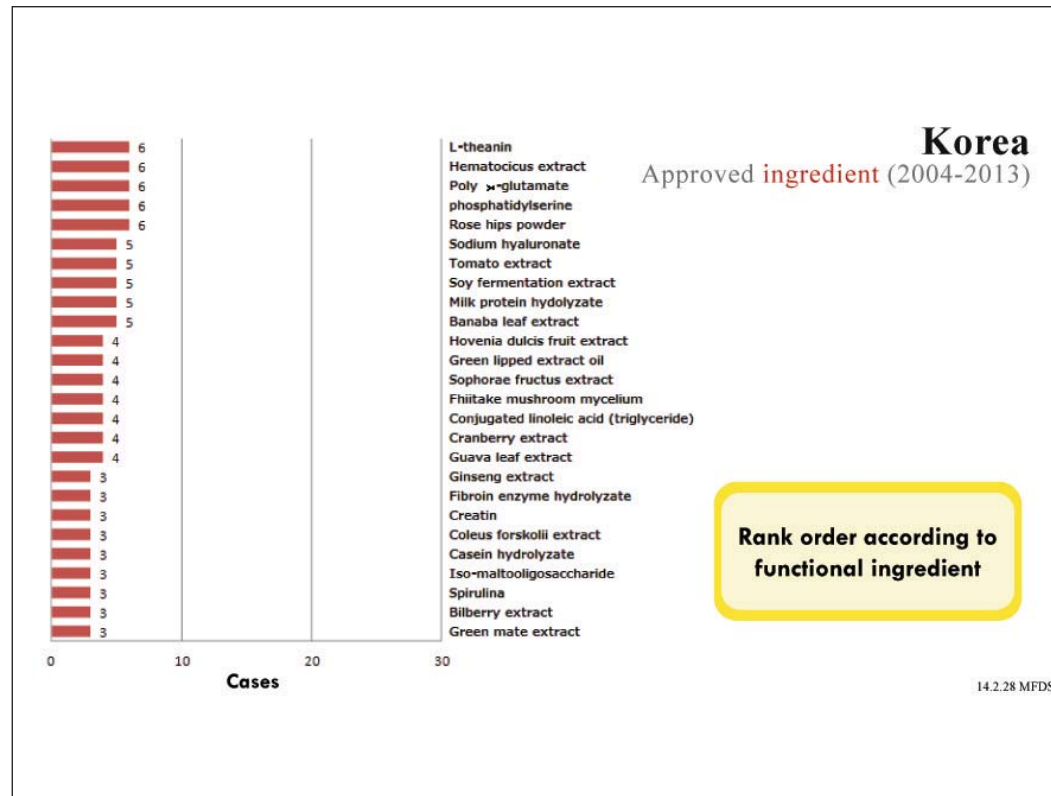 Korea
Approved ingredient (2004-2013)
6 L-theanin
6 Hematocicus extract
6 Poly -glutamate
6 phosphatidylserine
6 Rose hips powder
5 Sodium hyaluronate
5 Tomato extract
5 Soy fermentation extract
5 Milk protein hydolyzate
5 Banaba leaf extract
4 Hovenia dulcis fruit extract
4 Green lipped extract oil
4 Sophorae fructus extract
4 Fhiitake mushroom mycelium
4 Conjugated linoleic acid (triglyceride)
4 Cranberry extract
4 Guava leaf extract
3 Ginseng extract
3 Fibroin enzyme hydrolyzate
3 Creatin
3 Coleus forskolii extract
3 Casein hydrolyzate
3 Iso-maltooligosaccharide
3 Spirulina
3 Bilberry extract
3 Green mate extract
0 10 20 30
Cases
Rank order according to
functional ingredient
14.2.28 MFDS